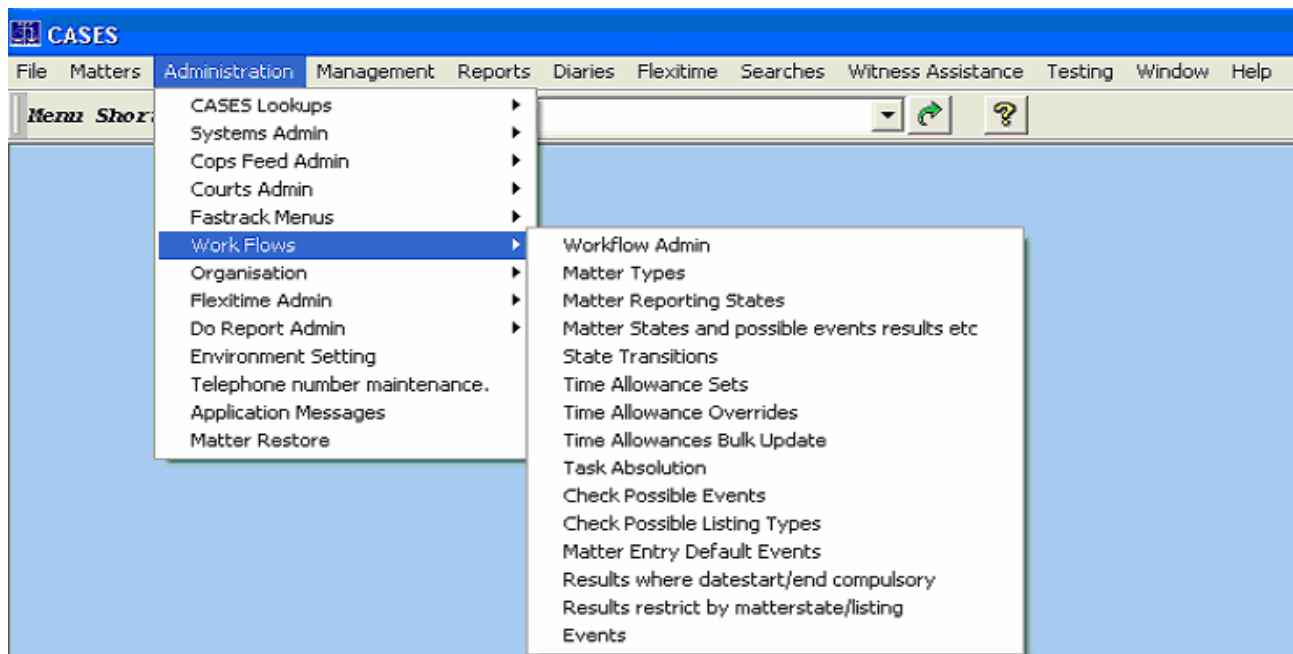 CASES
File Matters Administration Management Reports Diaries Flexitime Searches Witness Assistance Testing Window Help
Menu Shor
CASES Lookups
Systems Admin
Cops Feed Admin
Courts Admin
Fastrack Menus
Work Flows
Organisation
Flexitime Admin
Do Report Admin
Environment Setting
Telephone number maintenance.
Application Messages
Matter Restore
Workflow Admin
Matter Types
Matter Reporting States
Matter States and possible events results etc
State Transitions
Time Allowance Sets
Time Allowance Overrides
Time Allowances Bulk Update
Task Absolution
Check Possible Events
Check Possible Listing Types
Matter Entry Default Events
Results where datestart/end compulsory
Results restrict by matterstate/listing
Events